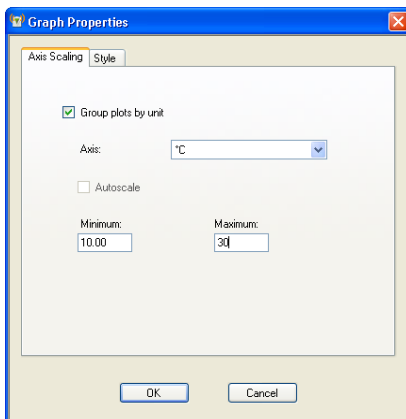 Graph Properties
Axis Scaling Style
Group plots by unit
Axis: °C
Autoscale
Minimum: Maximum:
10.00 30
OK Cancel